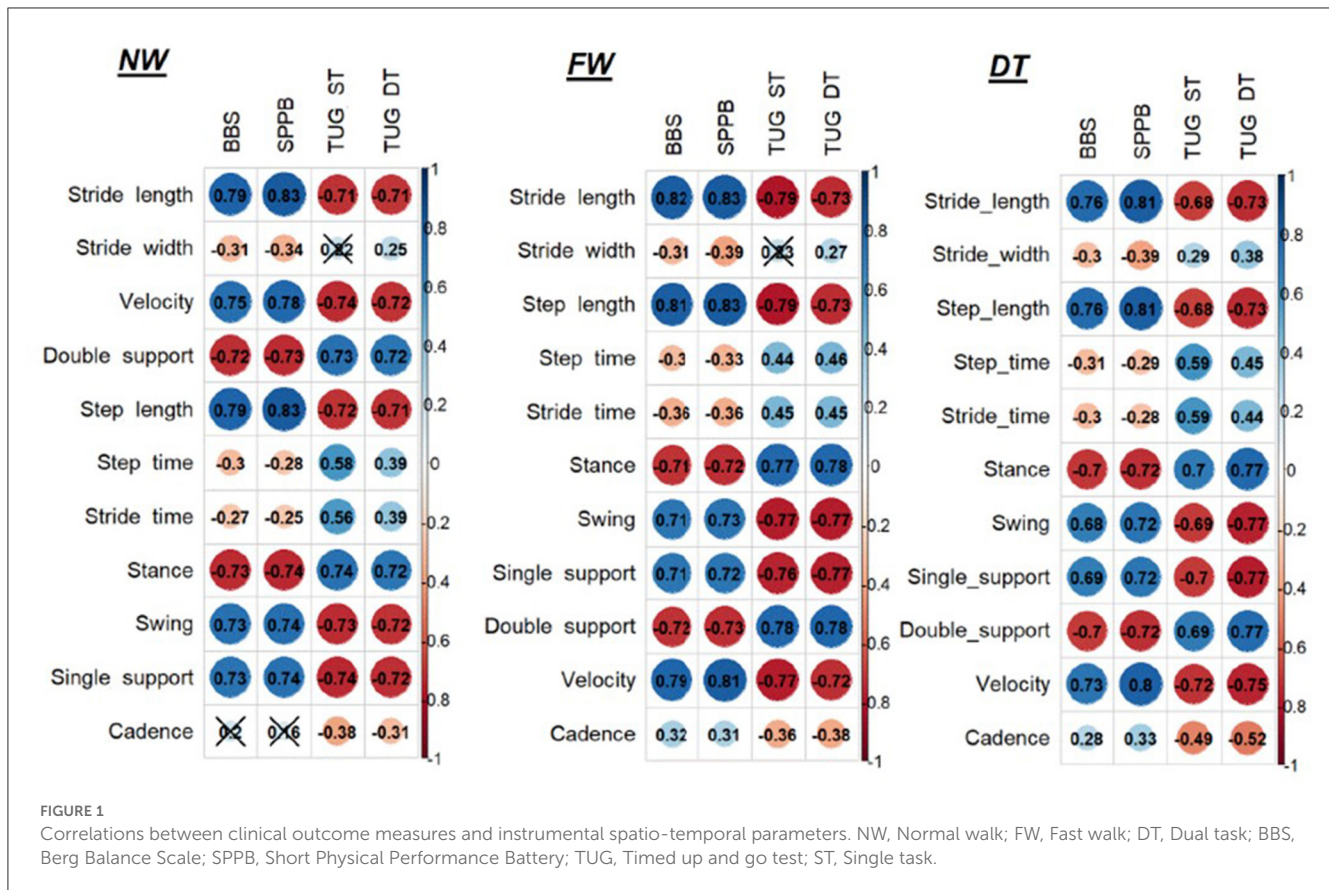 NW
BBS SPPB TUG ST TUG DT
Stride length 0.79 0.83 -0.71 -0.71
Stride width -0.31 -0.34 0.22 0.25
Velocity 0.75 0.78 -0.74 -0.72
Double support -0.72 -0.73 0.73 0.72
Step length 0.79 0.83 -0.72 -0.71
Step time -0.3 -0.28 0.58 0.39
Stride time -0.27 -0.25 0.56 0.39
Stance -0.73 -0.74 0.74 0.72
Swing 0.73 0.74 -0.73 -0.72
Single support 0.73 0.74 -0.74 -0.72
Cadence 0.2 0.16 -0.38 -0.31
1
0.8
0.6
0.4
0.2
0
-0.2
-0.4
-0.6
-0.8
-1
FW
BBS SPPB TUG ST TUG DT
Stride length 0.82 0.83 -0.79 -0.73
Stride width -0.31 -0.39 0.23 0.27
Step length 0.81 0.83 -0.79 -0.73
Step time -0.3 -0.33 0.44 0.46
Stride time -0.36 -0.36 0.45 0.45
Stance -0.71 -0.72 0.77 0.78
Swing 0.71 0.73 -0.77 -0.77
Single support 0.71 0.72 -0.76 -0.77
Double support -0.72 -0.73 0.78 0.78
Velocity 0.79 0.81 -0.77 -0.72
Cadence 0.32 0.31 -0.36 -0.38
1
0.8
0.6
0.4
0.2
0
-0.2
-0.4
-0.6
-0.8
-1
DT
BBS SPPB TUG ST TUG DT
Stride_length 0.76 0.81 -0.68 -0.73
Stride_width -0.3 -0.39 0.29 0.38
Step_length 0.76 0.81 -0.68 -0.73
Step_time -0.31 -0.29 0.59 0.45
Stride_time -0.3 -0.28 0.59 0.44
Stance -0.7 -0.72 0.7 0.77
Swing 0.68 0.72 -0.69 -0.77
Single_support 0.69 0.72 -0.7 -0.77
Double_support -0.7 -0.72 0.69 0.77
Velocity 0.73 0.8 -0.72 -0.75
Cadence 0.28 0.33 -0.49 -0.52
1
0.8
0.6
0.4
0.2
0
-0.2
-0.4
-0.6
-0.8
-1
FIGURE 1
Correlations between clinical outcome measures and instrumental spatio-temporal parameters. NW, Normal walk; FW, Fast walk; DT, Dual task; BBS,
Berg Balance Scale; SPPB, Short Physical Performance Battery; TUG, Timed up and go test; ST, Single task.